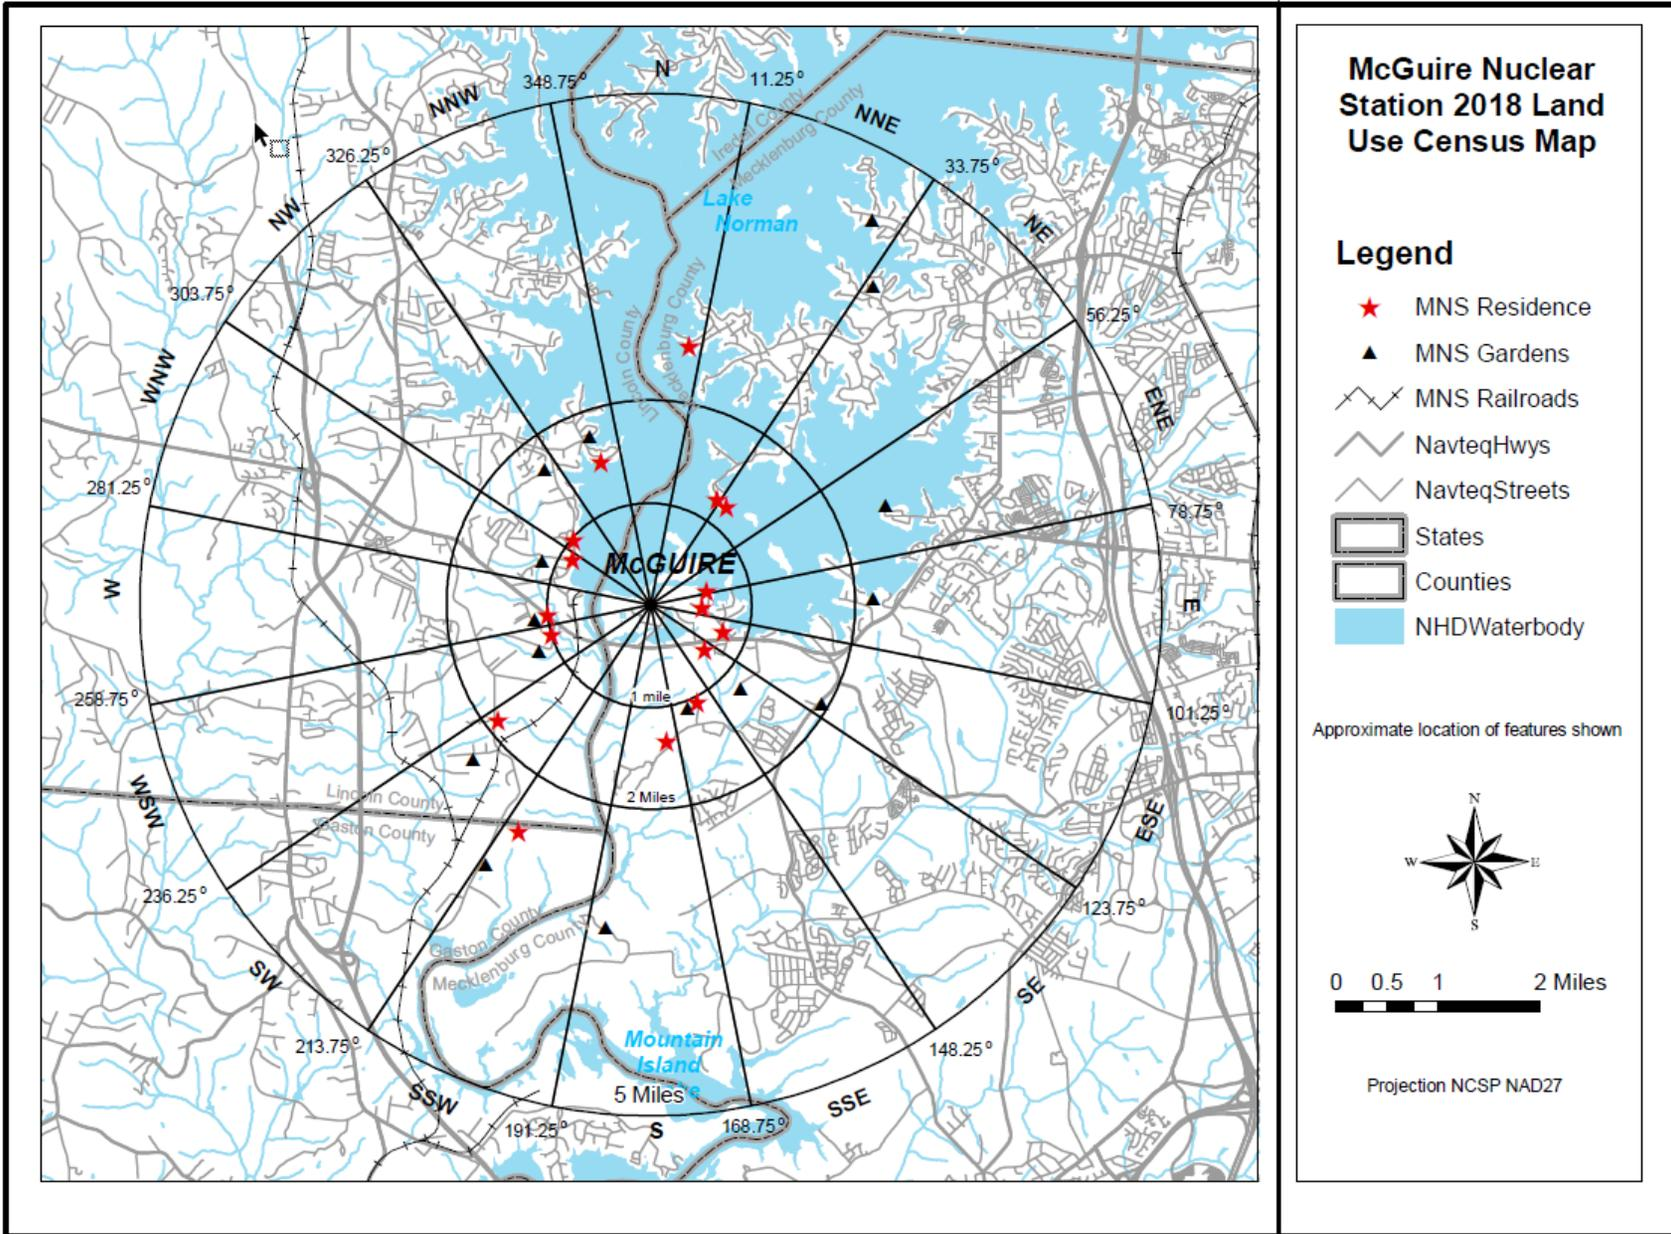 McGuire Nuclear
Station 2018 Land
Use Census Map
Legend
MNS Residence
MNS Gardens
MNS Railroads
NavteqHwys
NavteqStreets
States
Counties
NHDWaterbody
Approximate location of features shown
N
W
E
S
0 0.5 1 2 Miles
Projection NCSP NAD27
N
348.75°
11.25°
NNW
NNE
326.25°
33.75°
Iredell County
Mecklenburg County
Lake
Norman
NW
NE
303.75°
56.25°
Lincoln County
Mecklenburg County
WNW
ENE
281.25°
78.75°
McGUIRE
W
E
258.75°
101.25°
1 mile
2 Miles
Lincoln County
Gaston County
WSW
ESE
236.25°
123.75°
Gaston County
Mecklenburg County
SW
SE
213.75°
148.25°
Mountain
Island
5 Miles
SSW
SSE
191.25°
S
168.75°